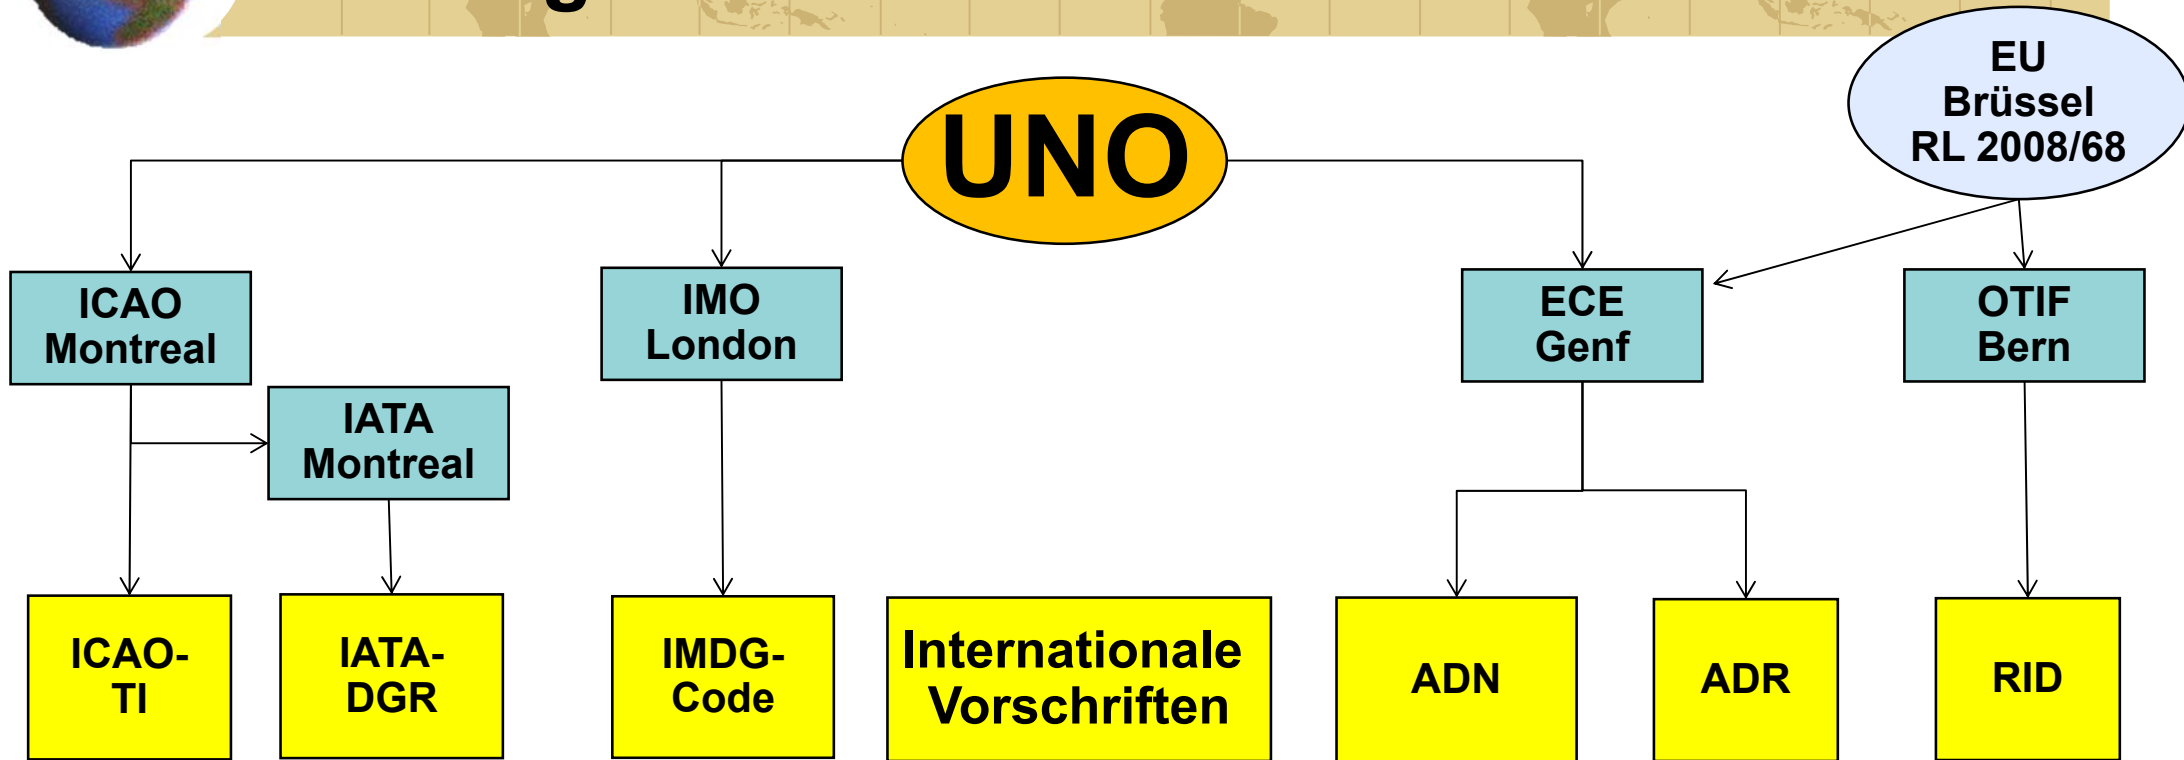 UNO
EU
Brüssel
RL 2008/68
ICAO
Montreal
IMO
London
ECE
Genf
OTIF
Bern
IATA
Montreal
ICAO-
TI
IATA-
DGR
IMDG-
Code
Internationale
Vorschriften
ADN
ADR
RID